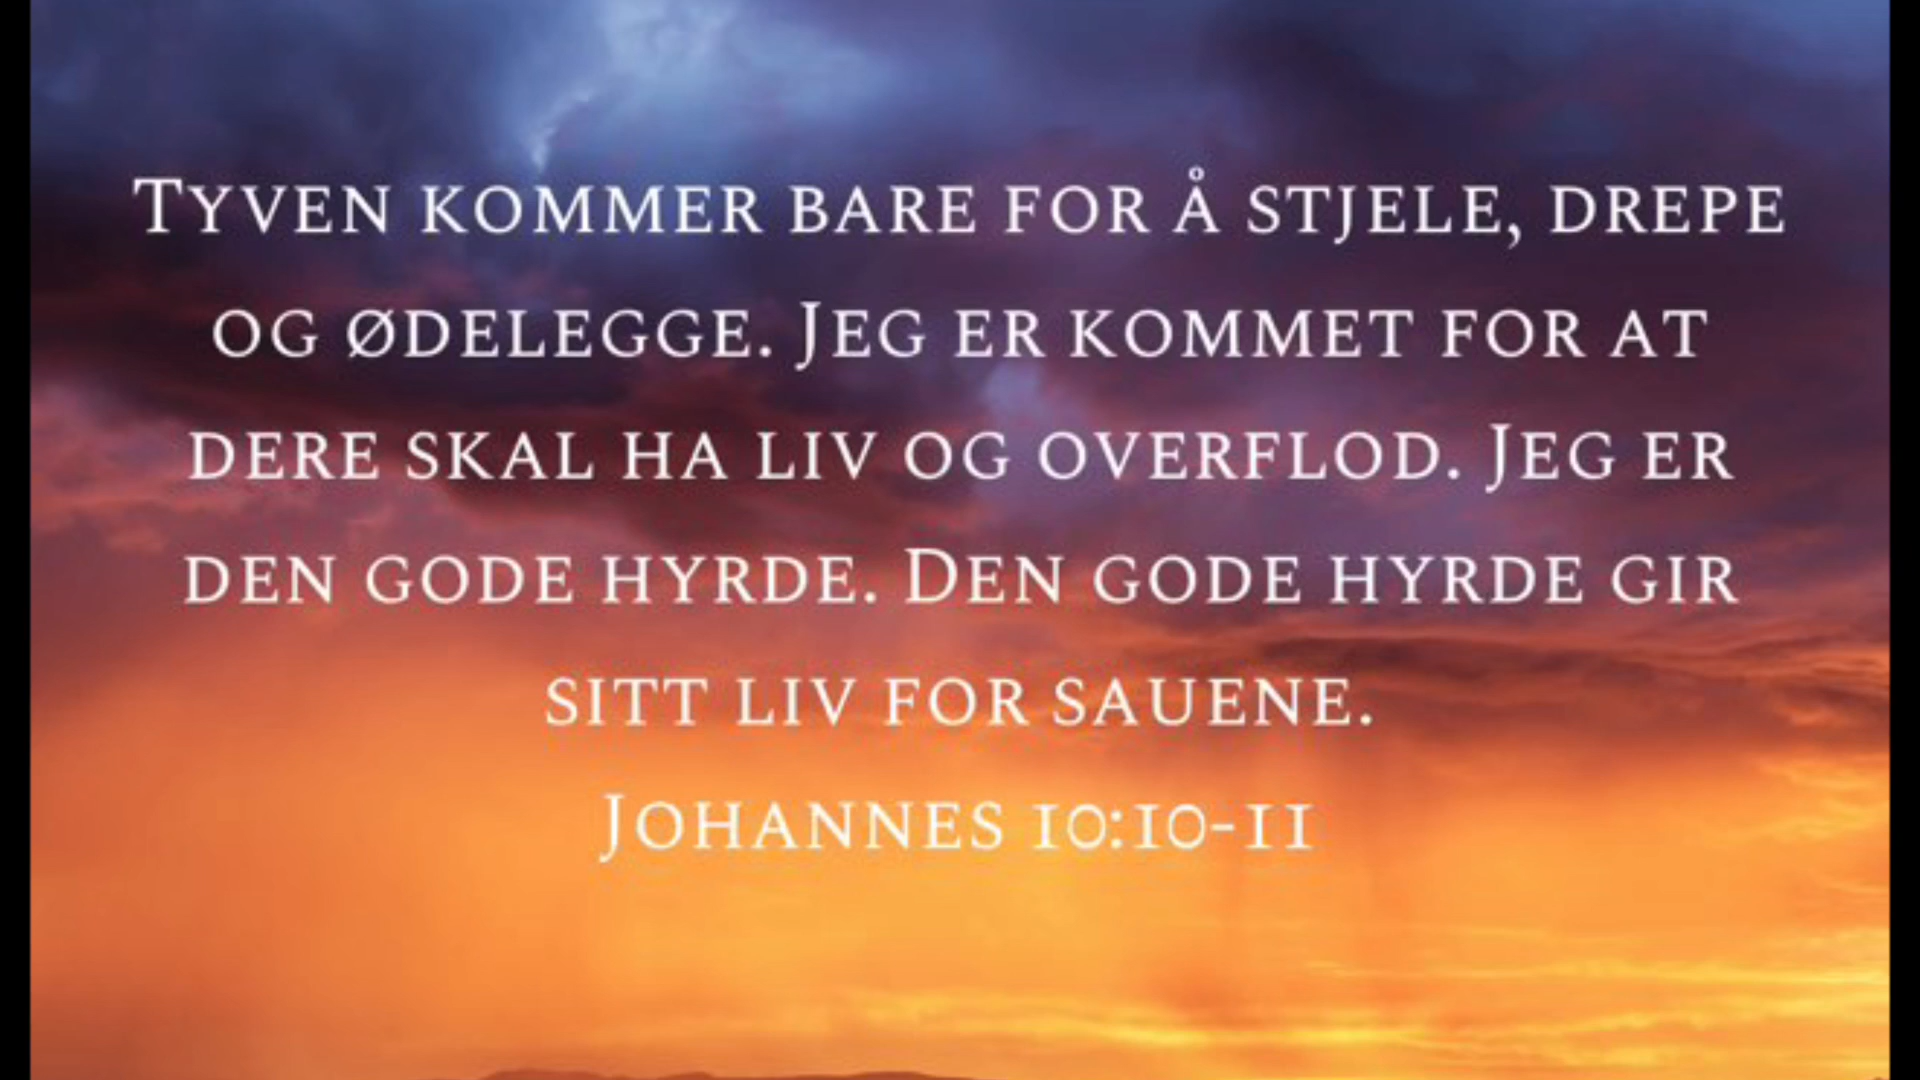 Tyven kommer bare for å stjele, drepe
og ødelegge. Jeg er kommet for at
dere skal ha liv og overflod. Jeg er
den gode hyrde. Den gode hyrde gir
sitt liv for sauene.
Johannes 10:10-11